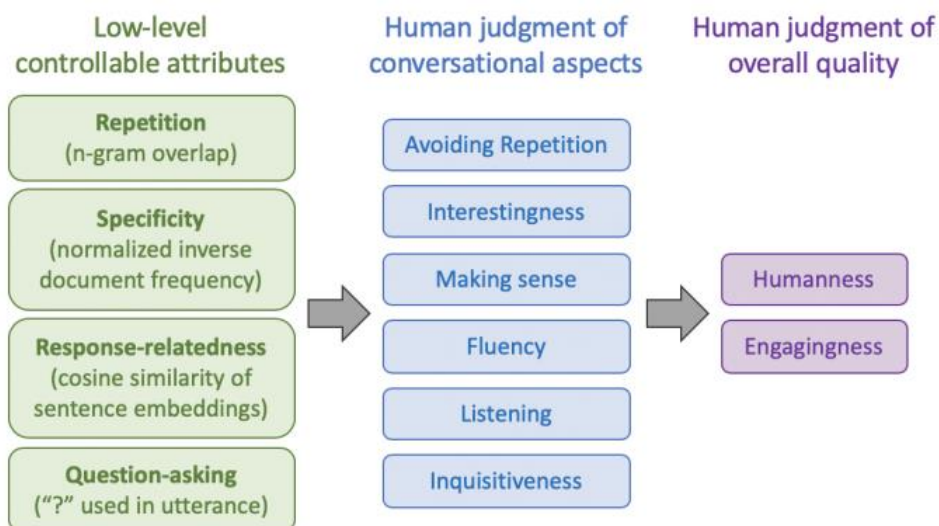 Low-level
controllable attributes
Repetition
(n-gram overlap)
Specificity
(normalized inverse
document frequency)
Response-relatedness
(cosine similarity of
sentence embeddings)
Question-asking
(“?” used in utterance)
Human judgment of
conversational aspects
Avoiding Repetition
Interestingness
Making sense
Fluency
Listening
Inquisitiveness
Human judgment of
overall quality
Humanness
Engagingness